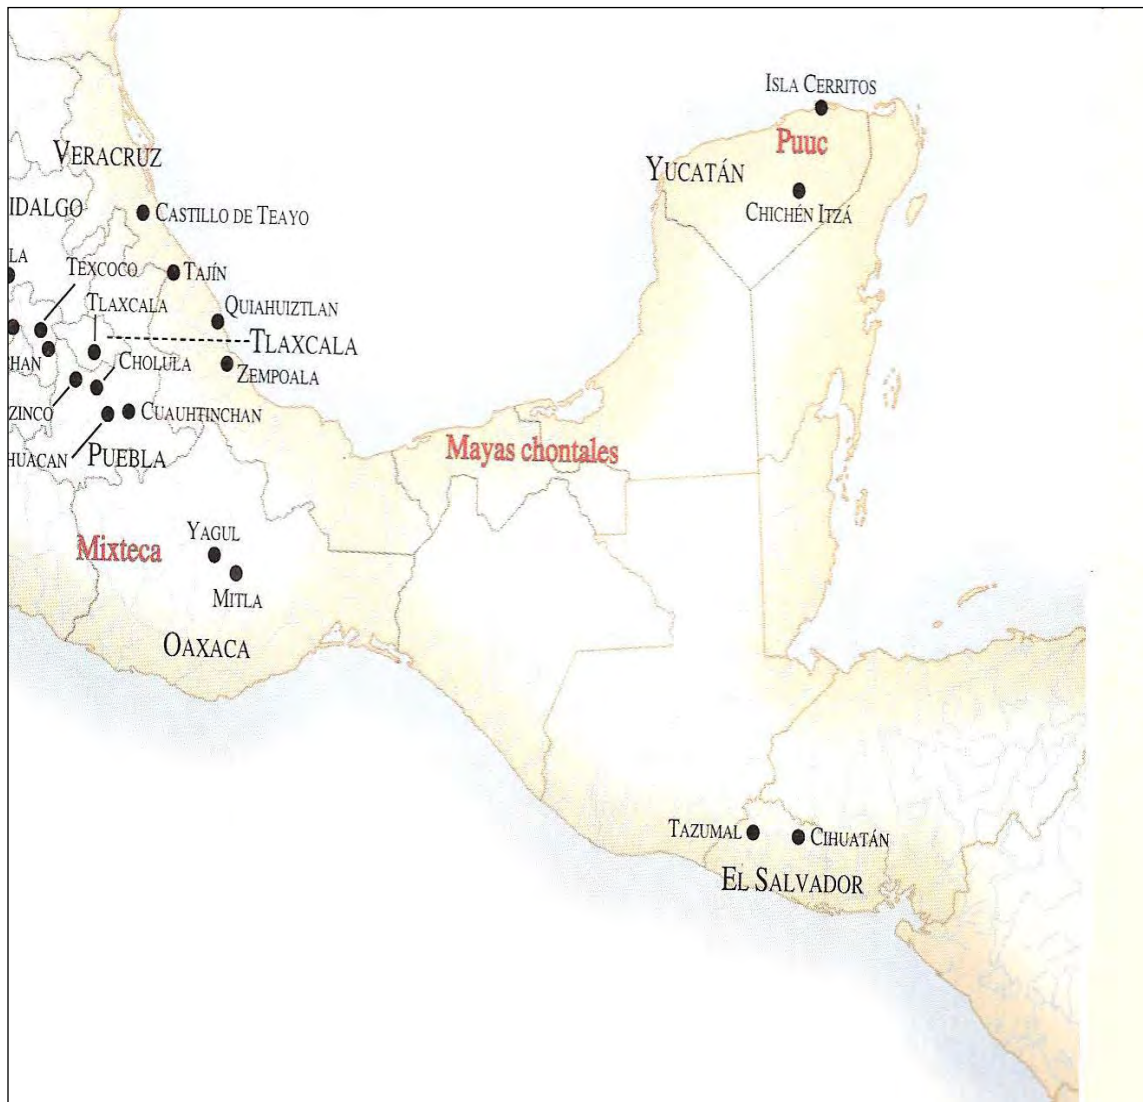 ISLA CERRITOS
Puuc
VERACRUZ
YUCATÁN
IDALGO
CASTILLO DE TEAYO
CHICHÉN ITZÁ
LA
TEXCOCO
TAJÍN
TLAXCALA
QUIAHUIZTLAN
TLAXCALA
CHAN
CHOLULA
ZEMPOALA
ZINCO
CUAUHTINCHAN
HUACAN
PUEBLA
Mayas chontales
Mixteca
YAGUL
MITLA
OAXACA
TAZUMAL
CIHUATÁN
EL SALVADOR